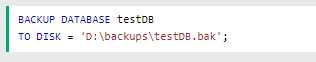 BACKUP DATABASE testDB
TO DISK = 'D:\backups\testDB.bak';